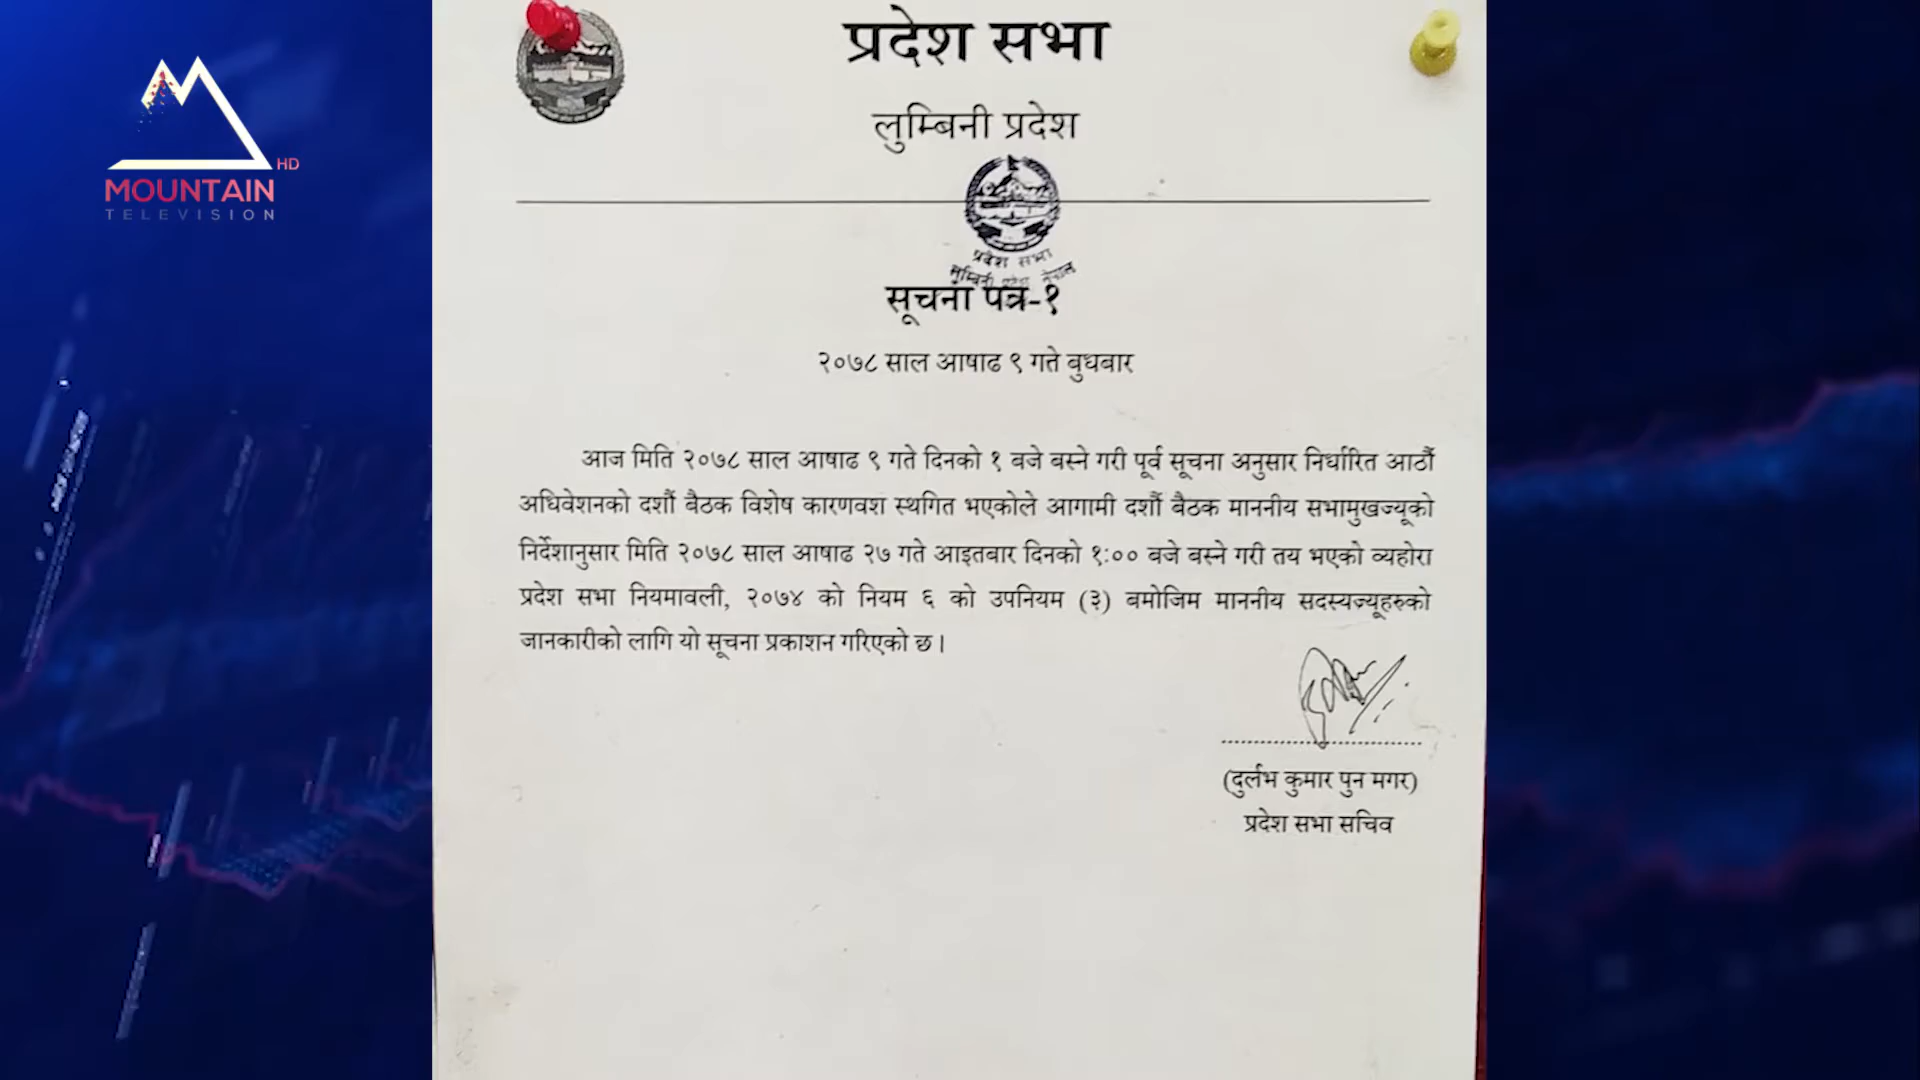 MOUNTAIN HD
TELEVISION
प्रदेश सभा
लुम्बिनी प्रदेश
प्रदेश सभा
लुम्बिनी प्रदेश नेपाल
सूचना पत्र-१
२०७८ साल आषाढ ९ गते बुधबार
आज मिति २०७८ साल आषाढ ९ गते दिनको १ बजे बस्ने गरी पूर्व सूचना अनुसार निर्धारित आठौं
अधिवेशनको दशौं बैठक विशेष कारणवश स्थगित भएकोले आगामी दशौं बैठक माननीय सभामुखज्यूको
निर्देशानुसार मिति २०७८ साल आषाढ २७ गते आइतबार दिनको १:०० बजे बस्ने गरी तय भएको व्यहोरा
प्रदेश सभा नियमावली, २०७४ को नियम ६ को उपनियम (३) बमोजिम माननीय सदस्यज्यूहरुको
जानकारीको लागि यो सूचना प्रकाशन गरिएको छ।
(दुर्लभ कुमार पुन मगर)
प्रदेश सभा सचिव